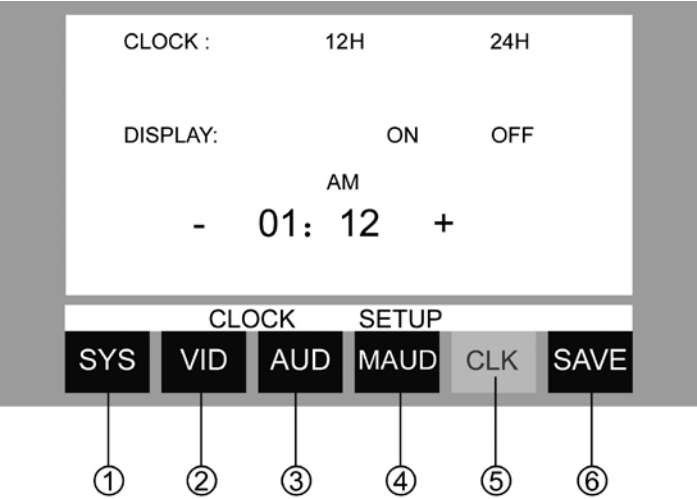 CLOCK : 12H 24H
DISPLAY: ON OFF
AM
- 01： 12 +
CLOCK SETUP
SYS VID AUD MAUD CLK SAVE
① ② ③ ④ ⑤ ⑥